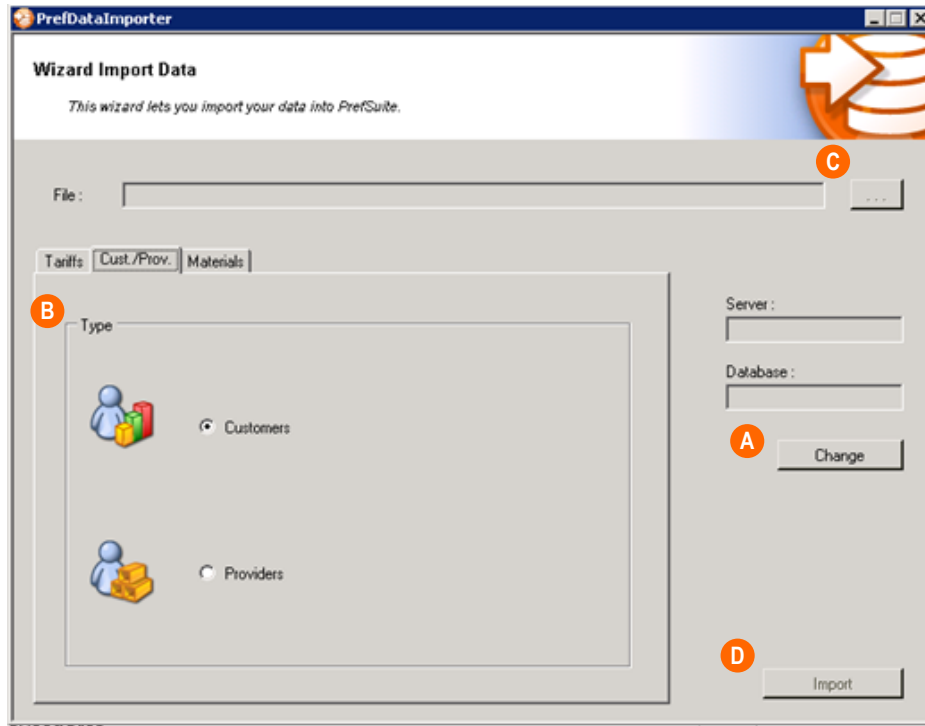 PrefDataImporter
Wizard Import Data
This wizard lets you import your data into PrefSuite.
C
File :
...
Tariffs Cust./Prov. Materials
B
Type
Server :
Customers
Database :
A
Change
Providers
D
Import